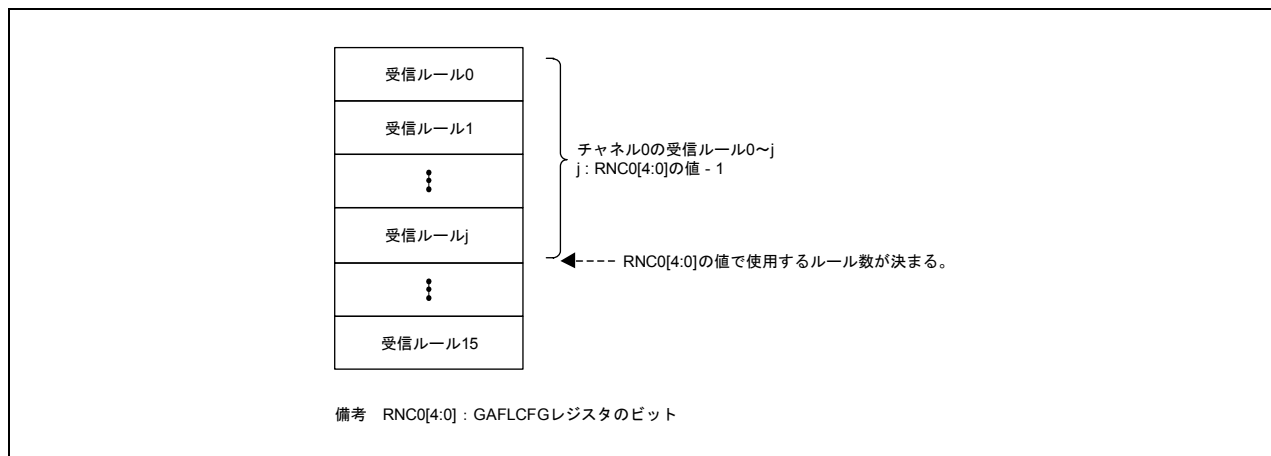 受信ルール0
受信ルール1
受信ルールj
受信ルール15
チャネル0の受信ルール0～j
j : RNC0[4:0]の値 - 1
RNC0[4:0]の値で使用するルール数が決まる。
備考　RNC0[4:0] : GAFLCFGレジスタのビット